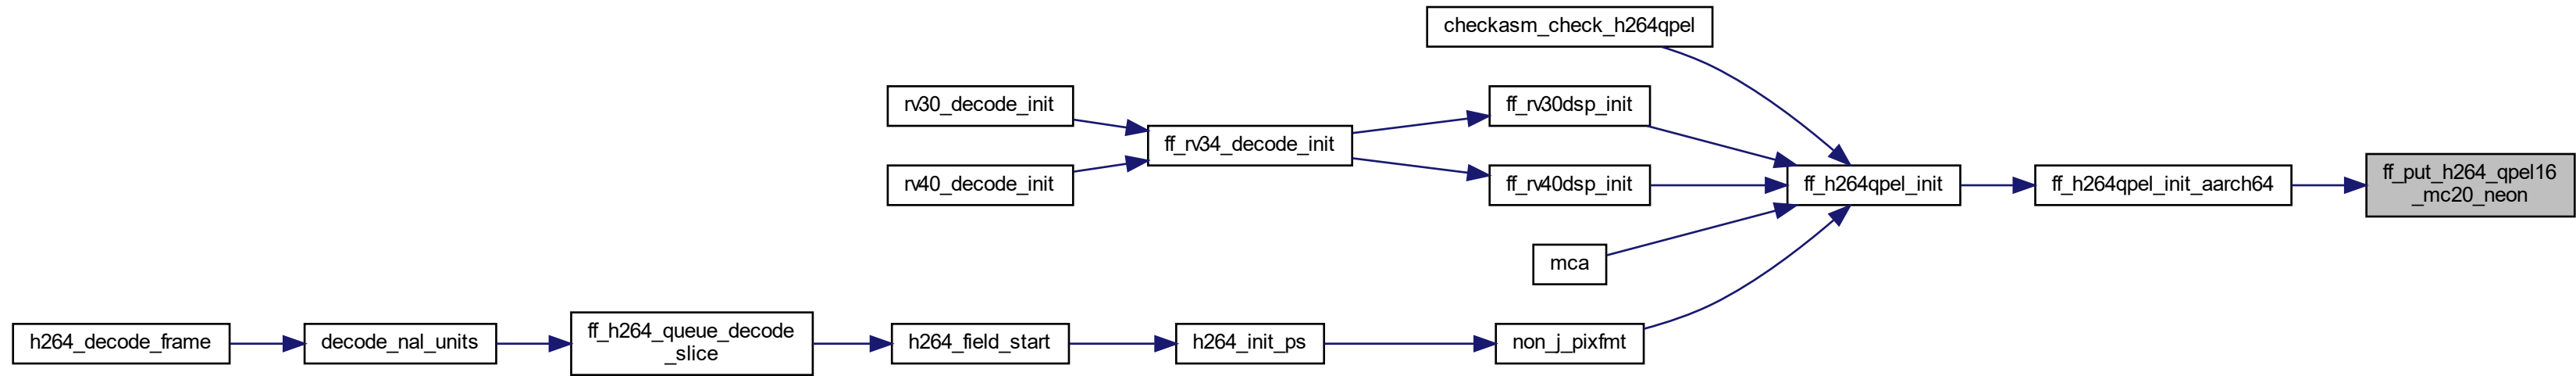 checkasm_check_h264qpel
rv30_decode_init
ff_rv30dsp_init
ff_rv34_decode_init
rv40_decode_init
ff_rv40dsp_init
ff_h264qpel_init
ff_h264qpel_init_aarch64
ff_put_h264_qpel16
_mc20_neon
mca
h264_decode_frame
decode_nal_units
ff_h264_queue_decode
_slice
h264_field_start
h264_init_ps
non_j_pixfmt